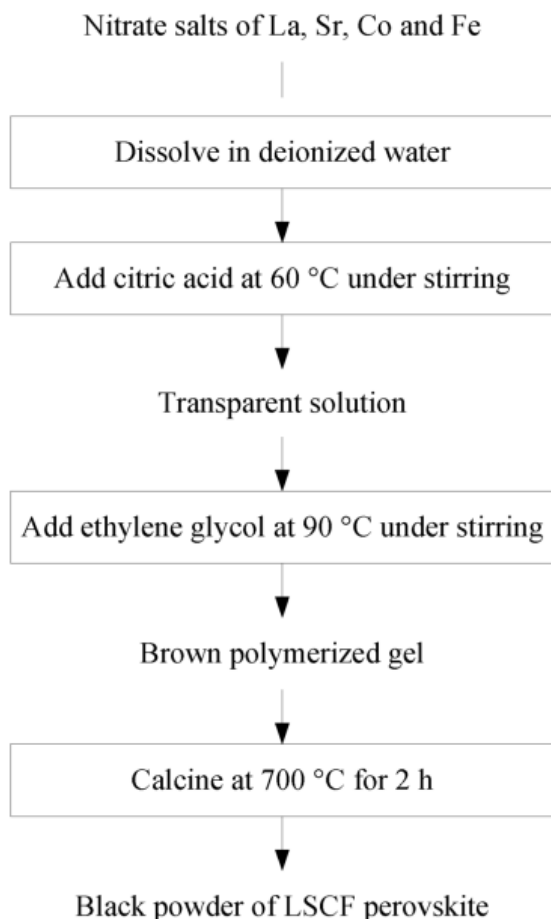 Nitrate salts of La, Sr, Co and Fe
Dissolve in deionized water
Add citric acid at 60 °C under stirring
Transparent solution
Add ethylene glycol at 90 °C under stirring
Brown polymerized gel
Calcine at 700 °C for 2 h
Black powder of LSCF perovskite